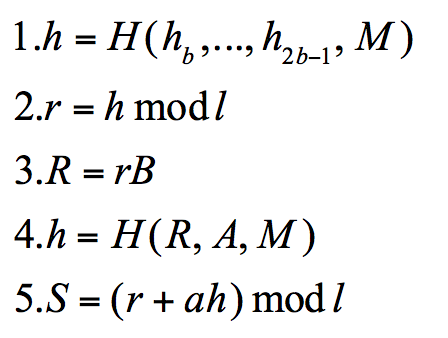 1.h = H(h_b,..., h_{2b-1}, M)
2.r = h mod l
3.R = rB
4.h = H(R, A, M)
5.S = (r + ah) mod l